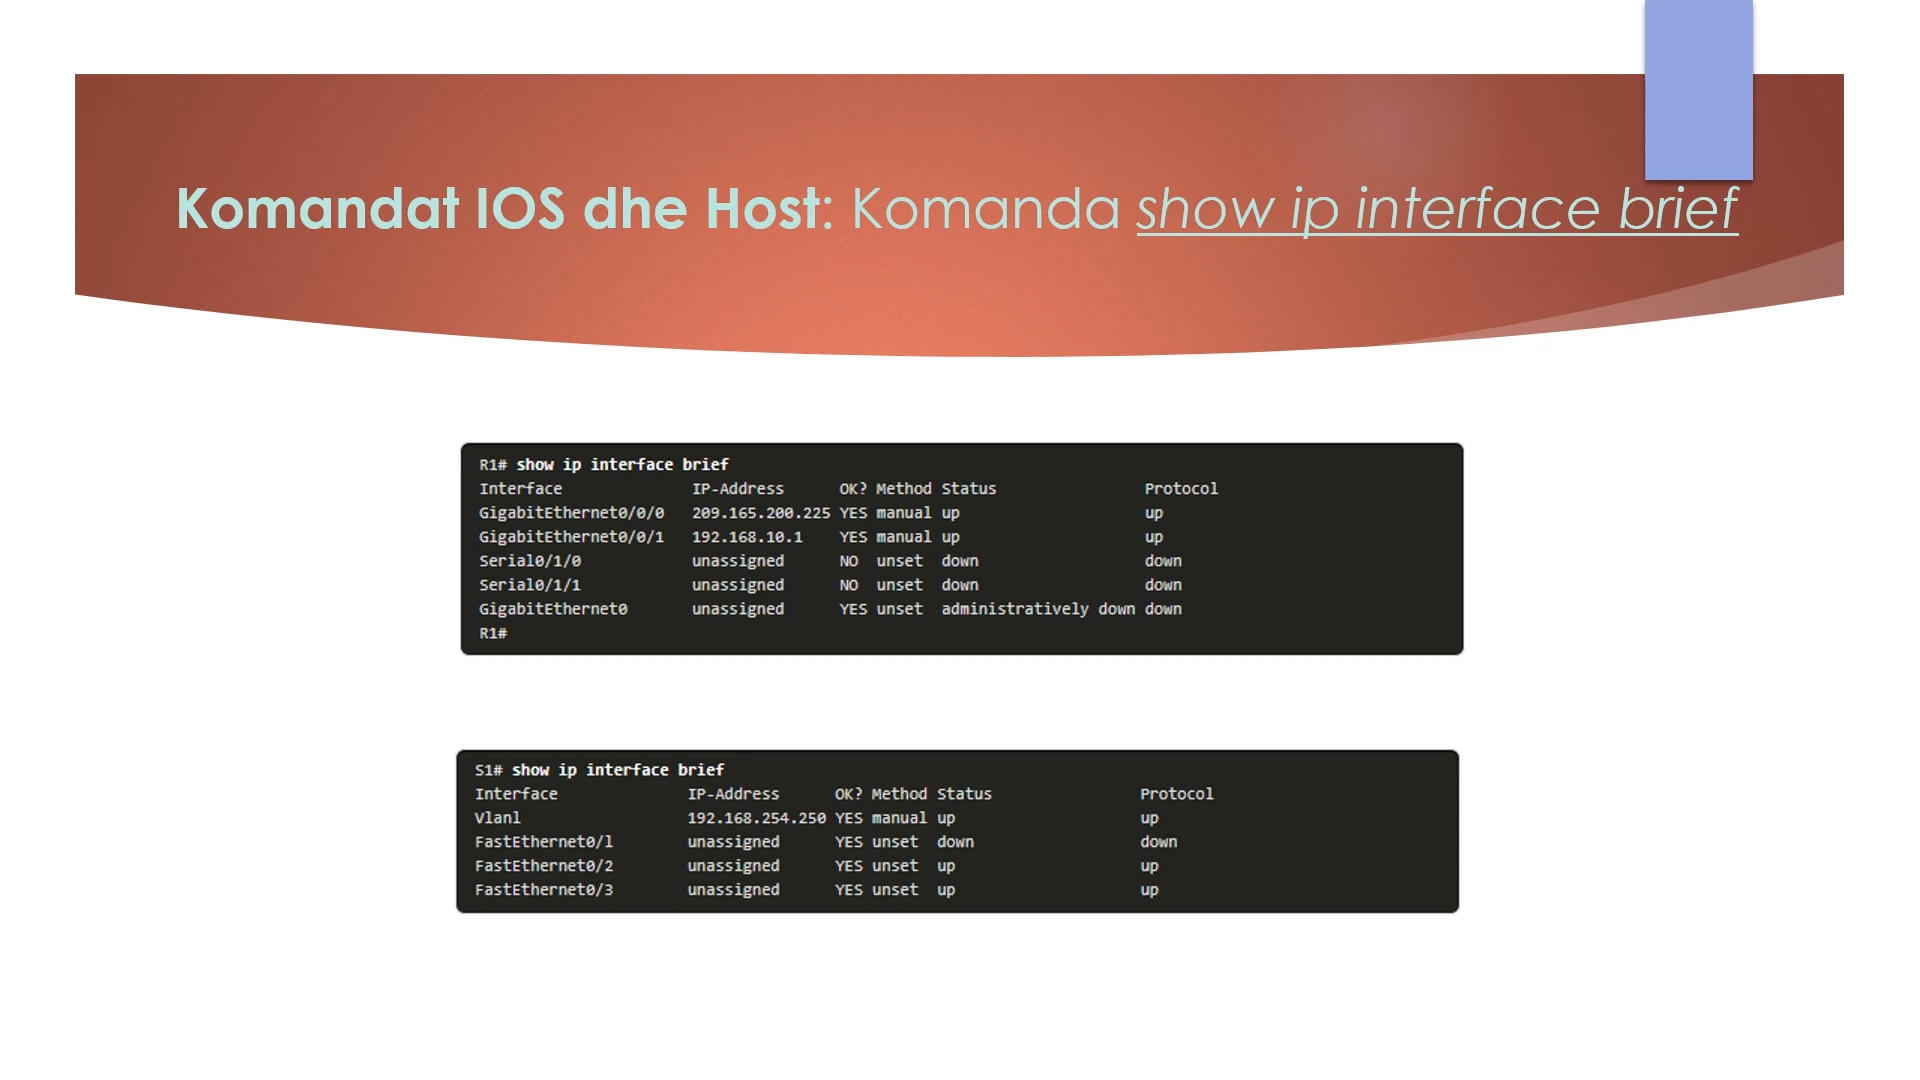 Komandat IOS dhe Host: Komanda show ip interface brief
R1# show ip interface brief
Interface              IP-Address      OK? Method Status                Protocol
GigabitEthernet0/0/0   209.165.200.225 YES manual up                    up
GigabitEthernet0/0/1   192.168.10.1    YES manual up                    up
Serial0/1/0            unassigned      NO  unset  down                  down
Serial0/1/1            unassigned      NO  unset  down                  down
GigabitEthernet0       unassigned      YES unset  administratively down down
R1#
S1# show ip interface brief
Interface              IP-Address      OK? Method Status                Protocol
Vlanl                  192.168.254.250 YES manual up                    up
FastEthernet0/l        unassigned      YES unset  down                  down
FastEthernet0/2        unassigned      YES unset  up                    up
FastEthernet0/3        unassigned      YES unset  up                    up